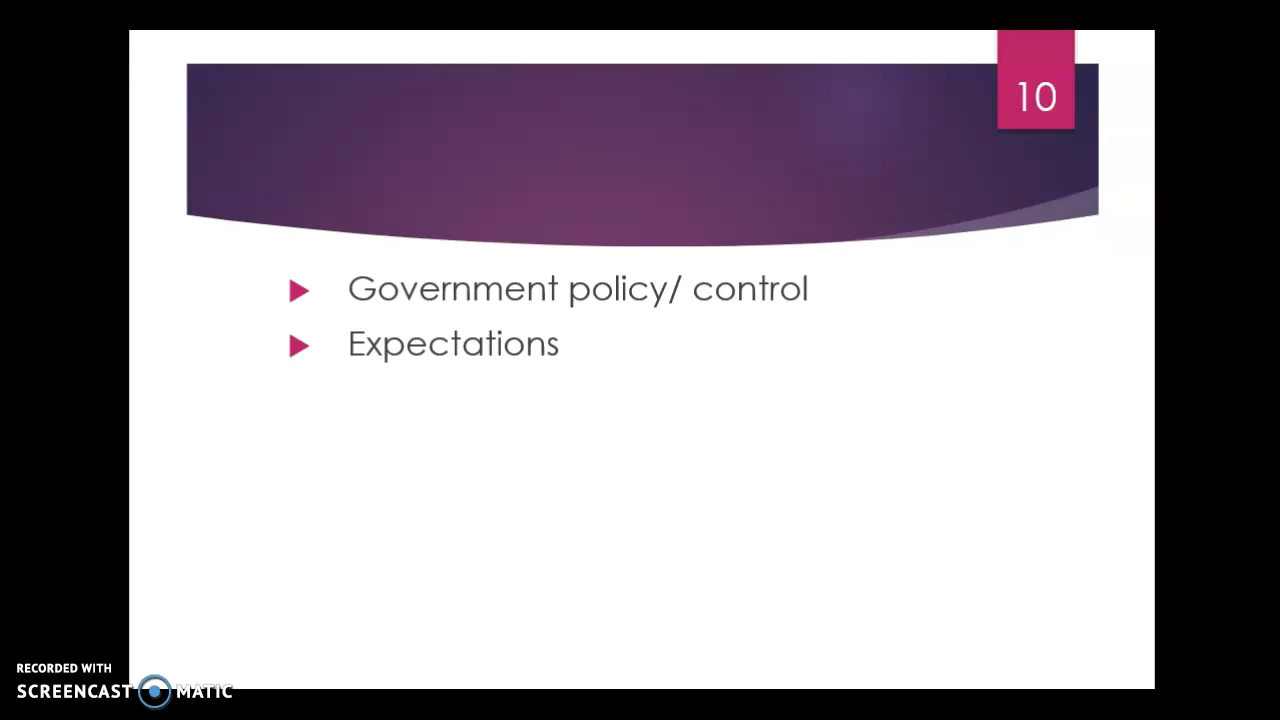 10
Government policy/ control
Expectations
RECORDED WITH
SCREENCAST MATIC